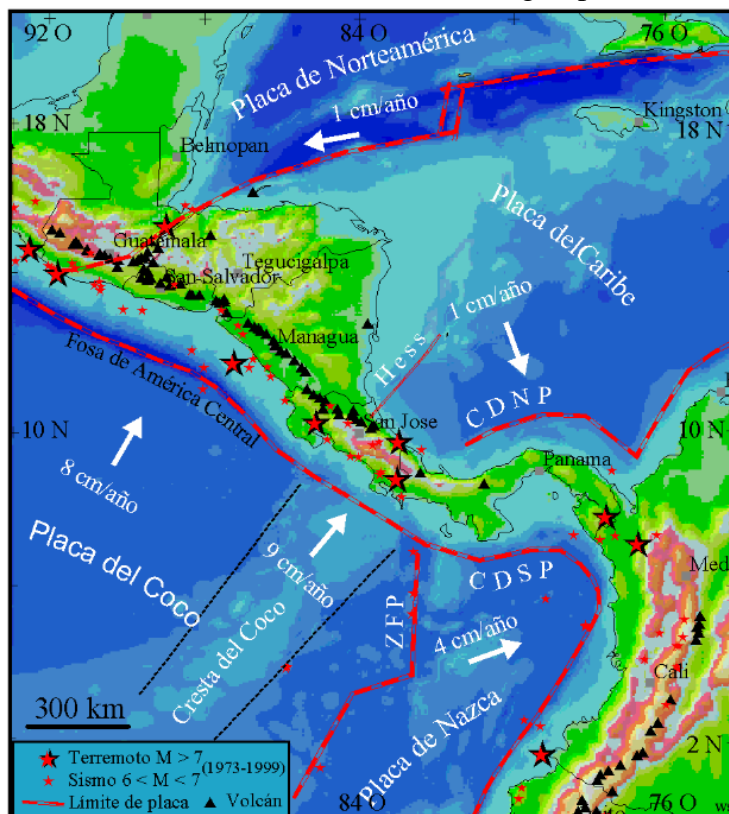 92 O
84 O
76 O
Placa de Norteamérica
1 cm/año
18 N
Kingston
18 N
Belmopan
Placa del Caribe
Guatemala
Tegucigalpa
San-Salvador
1 cm/año
Managua
Hess
Fosa de América Central
CDNP
San Jose
10 N
10 N
Panama
8 cm/año
Placa del Coco
9 cm/año
CDSP
Med
ZFP
4 cm/año
Cresta del Coco
Cali
300 km
Placa de Nazca
2 N
Terremoto M > 7
(1973-1999)
Sismo 6 < M < 7
Límite de placa
Volcán
84 O
76 O